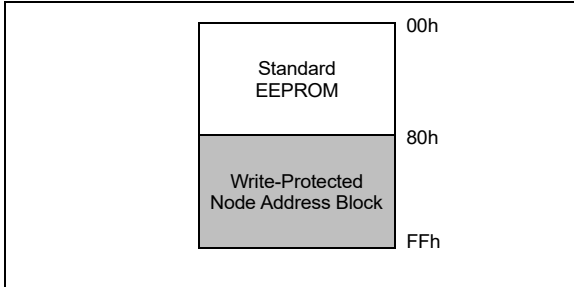 00h
Standard
EEPROM
80h
Write-Protected
Node Address Block
FFh